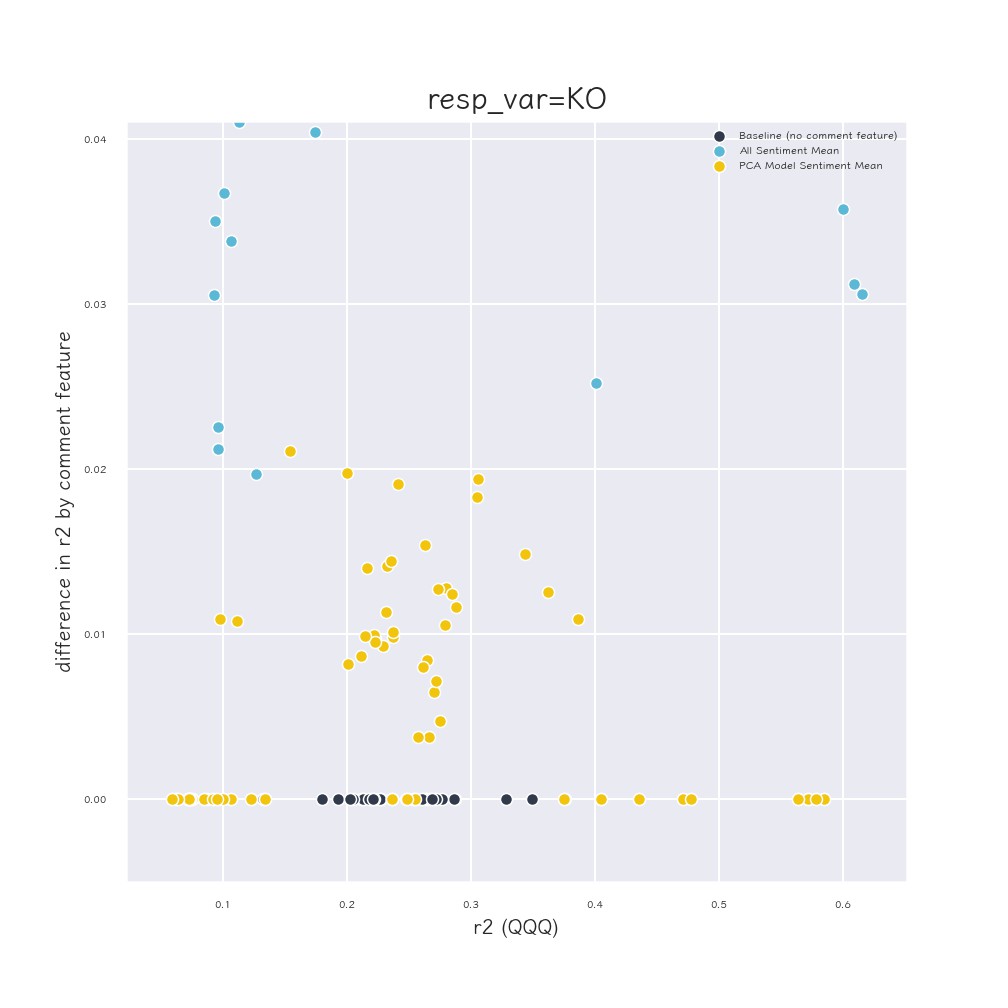 resp_var=KO
Baseline (no comment feature)
All Sentiment Mean
PCA Model Sentiment Mean
0.04
0.03
0.02
0.01
0.00
difference in r2 by comment feature
0.1 0.2 0.3 0.4 0.5 0.6
r2 (QQQ)